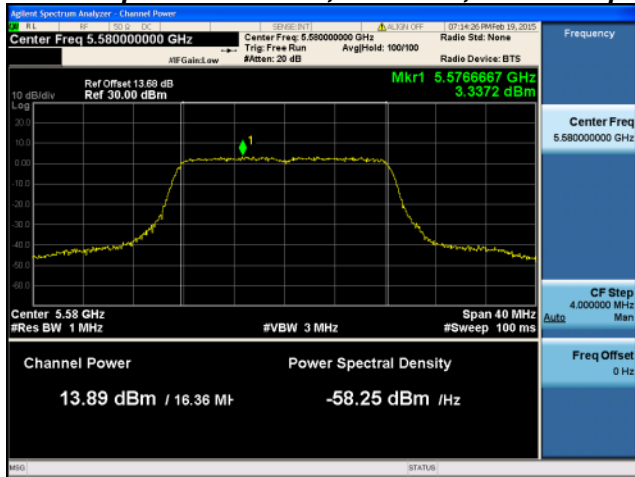 Agilent Spectrum Analyzer - Channel Power
RL RF 50 Ω DC SENSE:INT ALIGN OFF 07:14:26 PMFeb 19, 2015
Center Freq 5.580000000 GHz
Center Freq: 5.580000000 GHz
Radio Std: None
Trig: Free Run Avg|Hold: 100/100
#IFGain:Low #Atten: 20 dB
Radio Device: BTS
Frequency
Ref Offset 13.68 dB
10 dB/div Ref 30.00 dBm
Mkr1 5.5766667 GHz
3.3372 dBm
Log
20.0
10.0
0.00
-10.0
-20.0
-30.0
-40.0
-50.0
-60.0
1
Center 5.58 GHz Span 40 MHz
#Res BW 1 MHz #VBW 3 MHz #Sweep 100 ms
Center Freq
5.580000000 GHz
CF Step
4.000000 MHz
Auto Man
Freq Offset
0 Hz
Channel Power Power Spectral Density
13.89 dBm / 16.36 MH -58.25 dBm /Hz
MSG STATUS